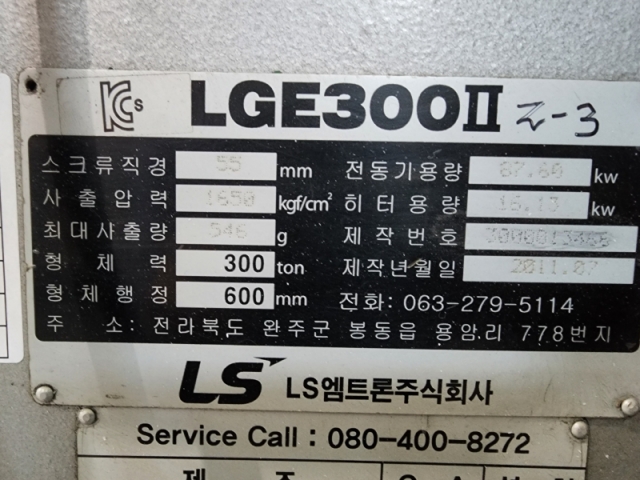 KCs LGE300II Z-3
스크류직경 55 mm 전동기용량 67.60 kw
사출압력 1650 kgf/cm² 히터용량 16.13 kw
최대샤출량 546 g 제작번호
형체력 300 ton 제작년월일 2011.07
형체행정 600 mm 전화: 063-279-5114
주 소: 전라북도 완주군 봉동읍 용암리 778번지
LS LS엠트론주식회사
Service Call : 080-400-8272